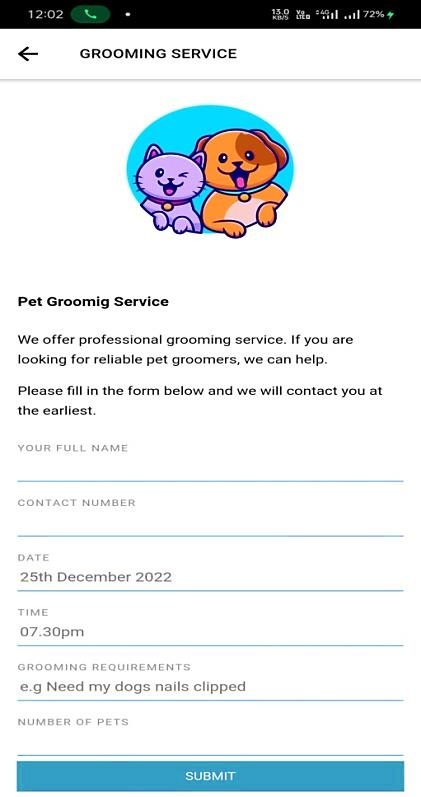 12:02
13.0 KB/S Vo LTE2 4G 72%
GROOMING SERVICE
Pet Groomig Service
We offer professional grooming service. If you are
looking for reliable pet groomers, we can help.
Please fill in the form below and we will contact you at
the earliest.
YOUR FULL NAME
CONTACT NUMBER
DATE
25th December 2022
TIME
07.30pm
GROOMING REQUIREMENTS
e.g Need my dogs nails clipped
NUMBER OF PETS
SUBMIT